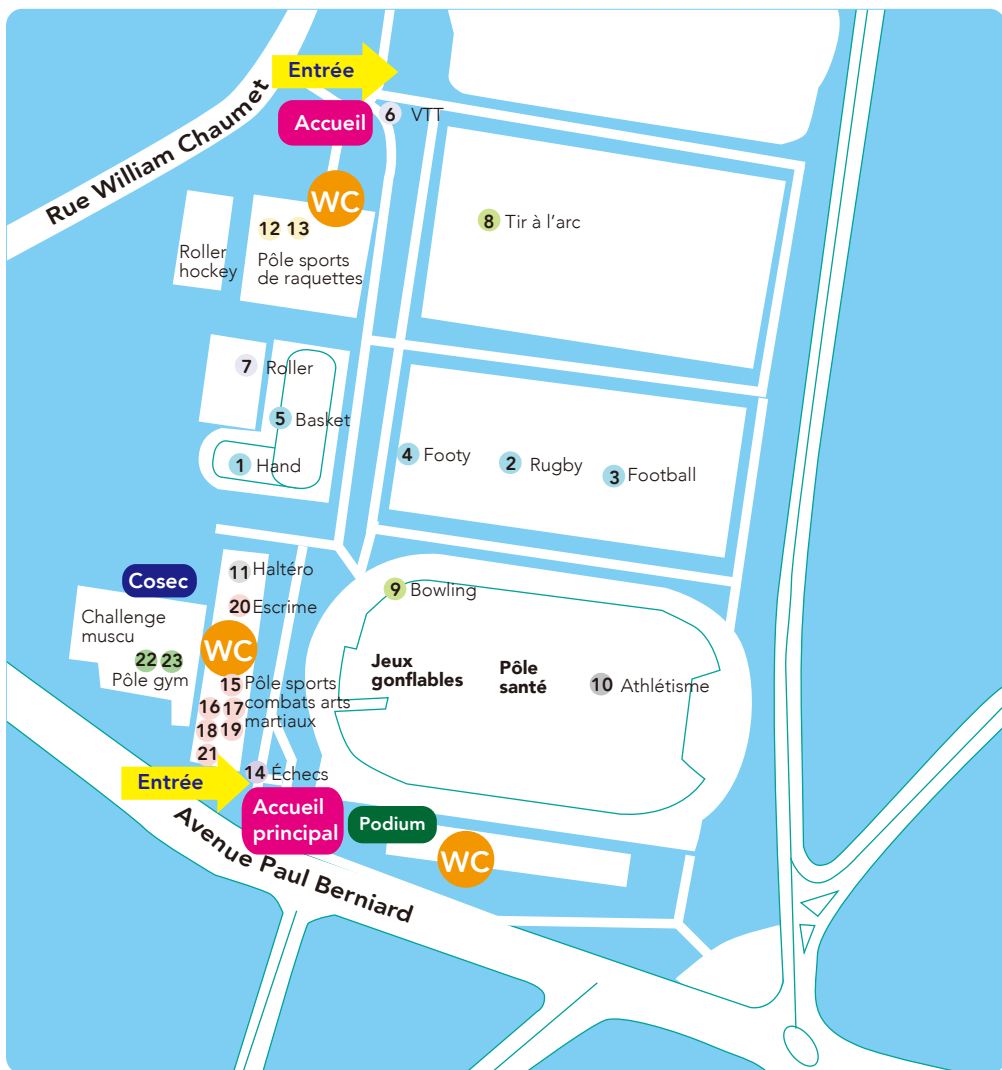 Entrée
Accueil
6 VTT
Rue William Chaumet
WC
8 Tir à l'arc
12 13
Pôle sports
de raquettes
Roller
hockey
7 Roller
5 Basket
1 Hand
4 Footy
2 Rugby
3 Football
11 Haltéro
Cosec
20 Escrime
9 Bowling
Challenge
muscu
WC
22 23
Pôle gym
Jeux
gonflables
Pôle
santé
10 Athlétisme
15 Pôle sports
combats arts
martiaux
16 17
18 19
21
Entrée
14 Échecs
Accueil
principal
Podium
WC
Avenue Paul Berniard